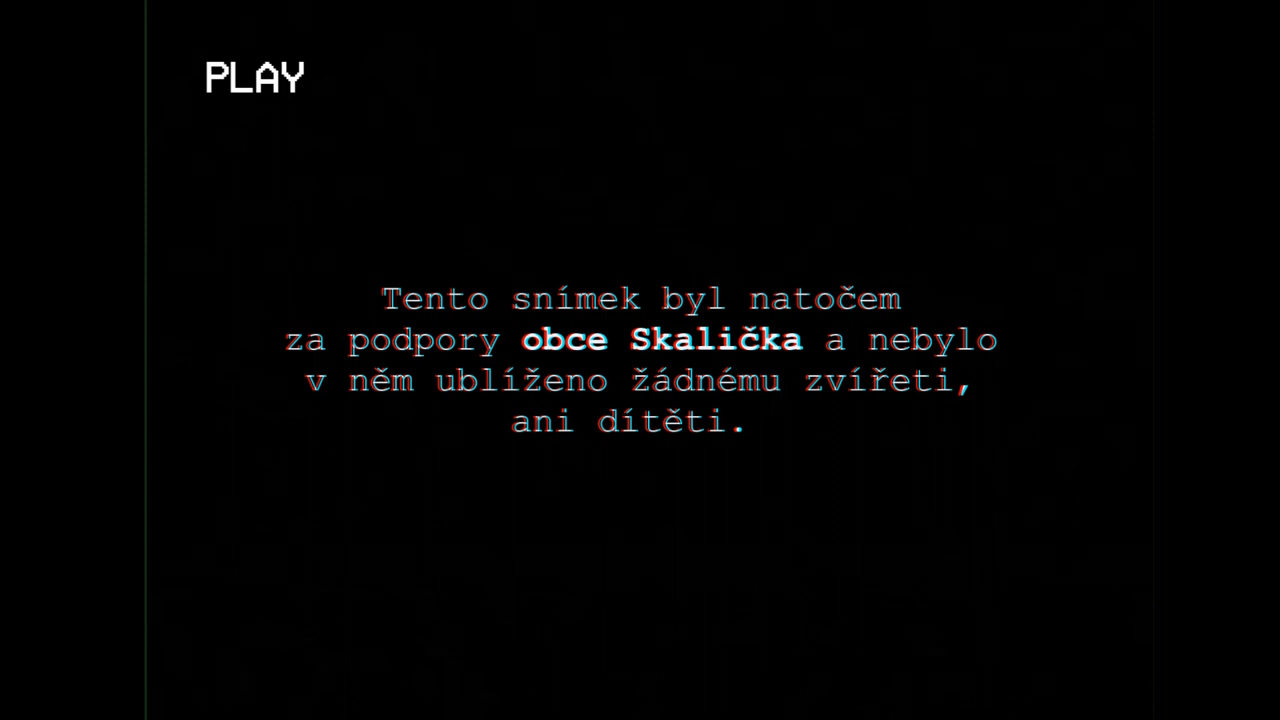 PLAY
Tento snímek byl natočem
za podpory obce Skalička a nebylo
v něm ublíženo žádnému zvířeti,
ani dítěti.